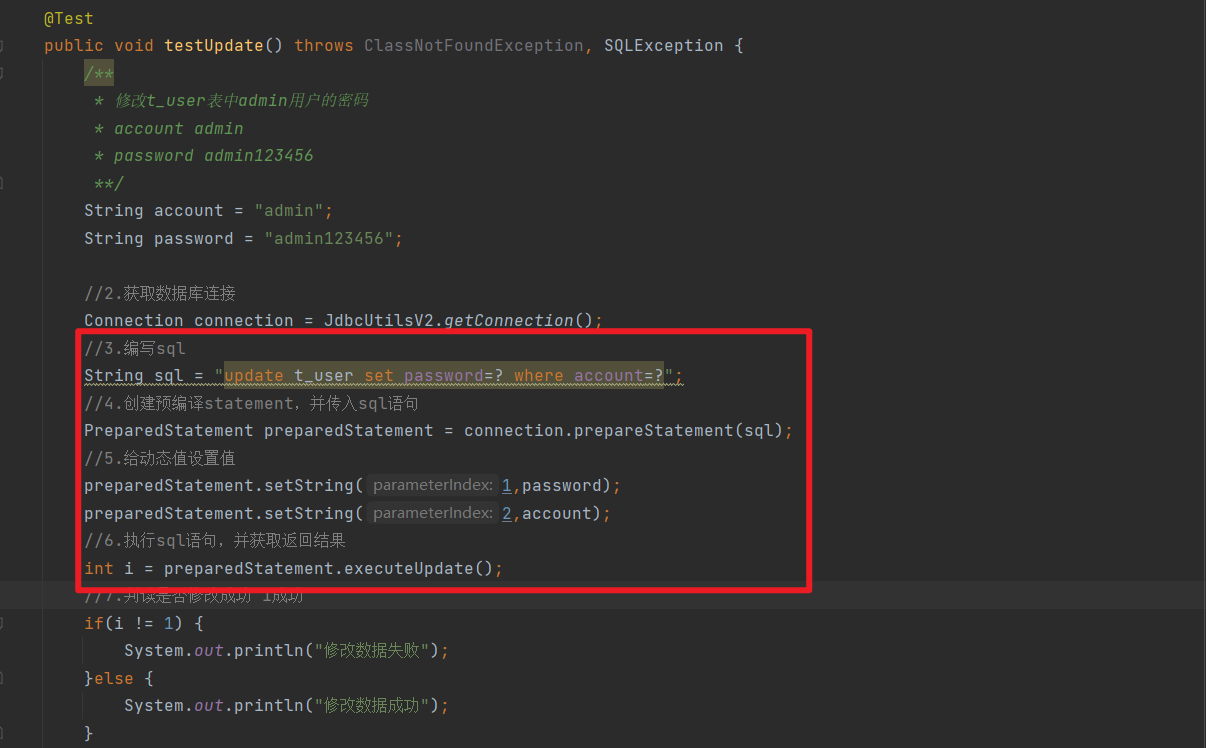 @Test
public void testUpdate() throws ClassNotFoundException, SQLException {
/**
* 修改t_user表中admin用户的密码
* account admin
* password admin123456
**/
String account = "admin";
String password = "admin123456";
//2.获取数据库连接
Connection connection = JdbcUtilsV2.getConnection();
//3.编写sql
String sql = "update t_user set password=? where account=?";
//4.创建预编译statement，并传入sql语句
PreparedStatement preparedStatement = connection.prepareStatement(sql);
//5.给动态值设置值
preparedStatement.setString( parameterIndex: 1,password);
preparedStatement.setString( parameterIndex: 2,account);
//6.执行sql语句，并获取返回结果
int i = preparedStatement.executeUpdate();
//7.判读是否修改成功 1成功
if(i != 1) {
System.out.println("修改数据失败");
}else {
System.out.println("修改数据成功");
}